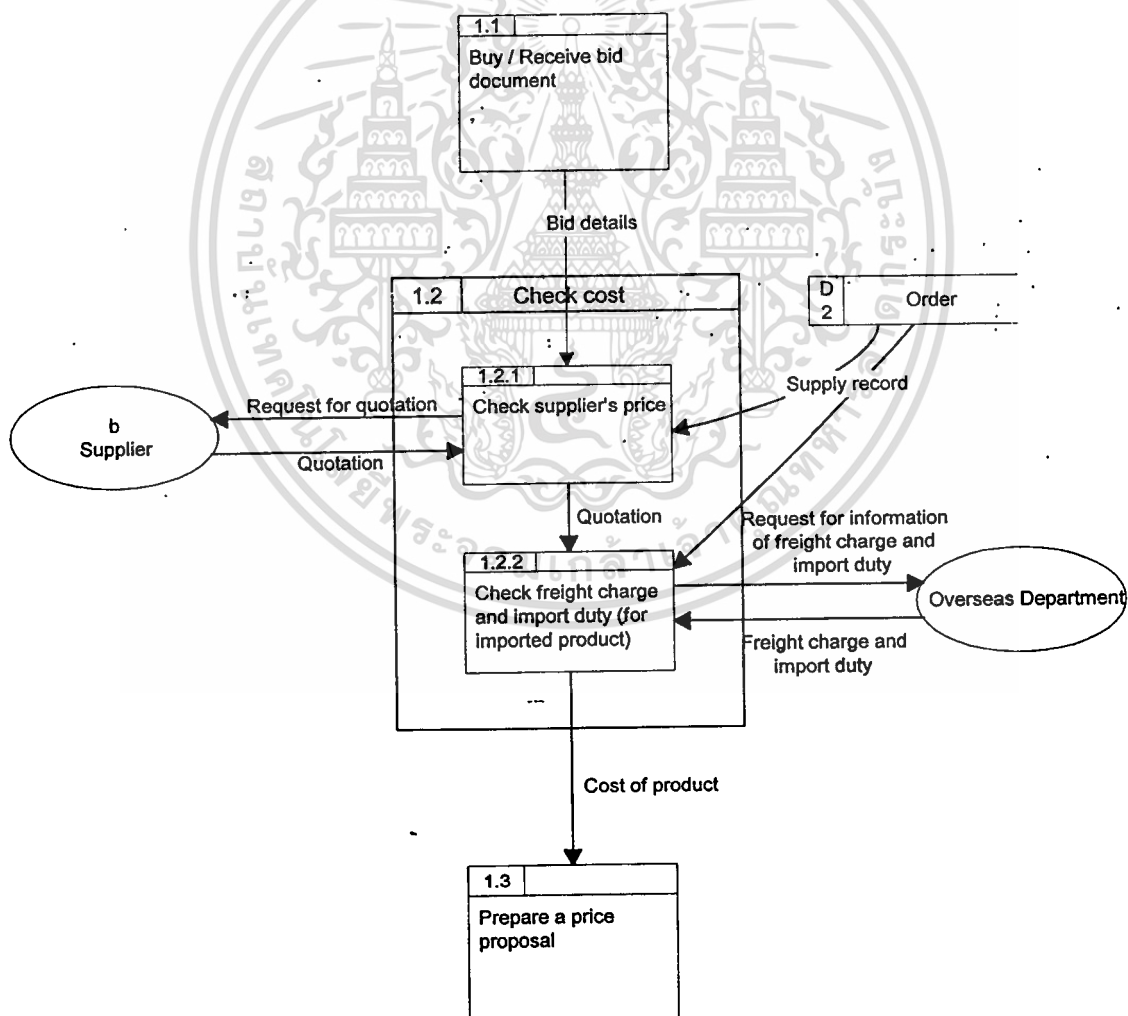 1.1
Buy / Receive bid
document
Bid details
1.2 Check cost
D
2
Order
1.2.1
Check supplier's price
Supply record
b
Supplier
Request for quotation
Quotation
Quotation
1.2.2
Check freight charge
and import duty (for
imported product)
Request for information
of freight charge and
import duty
Overseas Department
Freight charge and
import duty
Cost of product
1.3
Prepare a price
proposal